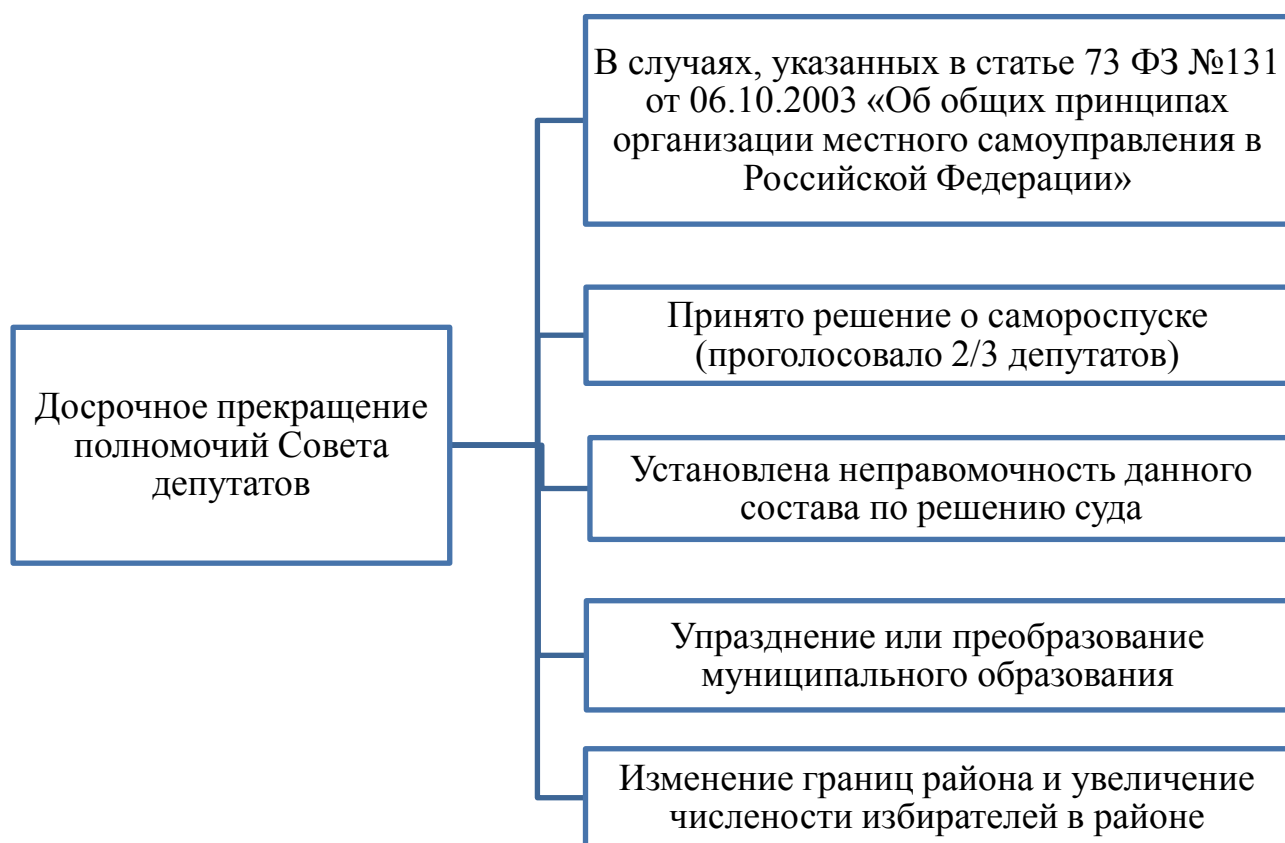 В случаях, указанных в статье 73 ФЗ №131
от 06.10.2003 «Об общих принципах
организации местного самоуправления в
Российской Федерации»
Принято решение о самороспуске
(проголосовало 2/3 депутатов)
Досрочное прекращение
полномочий Совета
депутатов
Установлена неправомочность данного
состава по решению суда
Упразднение или преобразование
муниципального образования
Изменение границ района и увеличение
числености избирателей в районе